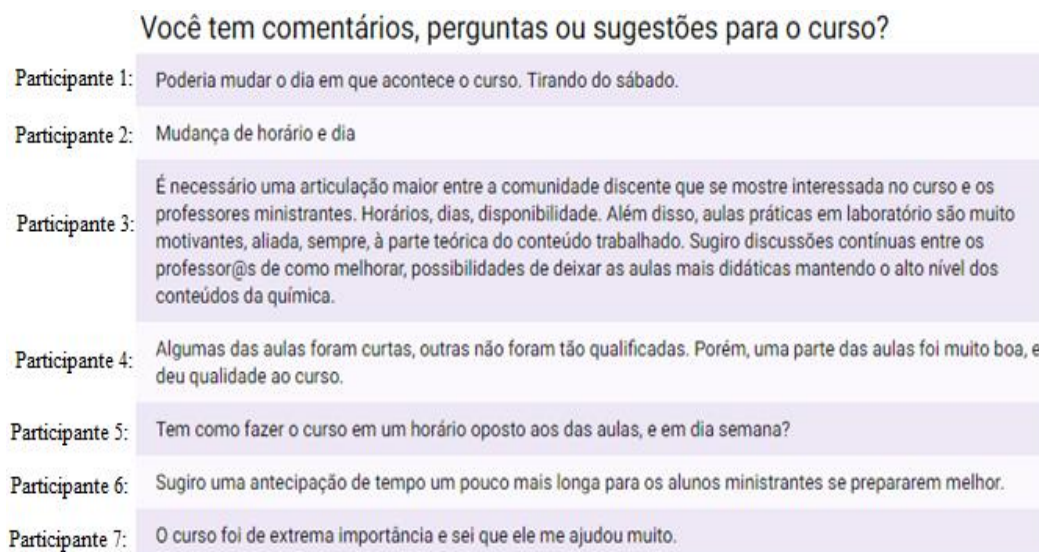 Você tem comentários, perguntas ou sugestões para o curso?
Participante 1: Poderia mudar o dia em que acontece o curso. Tirando do sábado.
Participante 2: Mudança de horário e dia
Participante 3: É necessário uma articulação maior entre a comunidade discente que se mostre interessada no curso e os
professores ministrantes. Horários, dias, disponibilidade. Além disso, aulas práticas em laboratório são muito
motivantes, aliada, sempre, à parte teórica do conteúdo trabalhado. Sugiro discussões contínuas entre os
professor@s de como melhorar, possibilidades de deixar as aulas mais didáticas mantendo o alto nível dos
conteúdos da química.
Participante 4: Algumas das aulas foram curtas, outras não foram tão qualificadas. Porém, uma parte das aulas foi muito boa, e
deu qualidade ao curso.
Participante 5: Tem como fazer o curso em um horário oposto aos das aulas, e em dia semana?
Participante 6: Sugiro uma antecipação de tempo um pouco mais longa para os alunos ministrantes se prepararem melhor.
Participante 7: O curso foi de extrema importância e sei que ele me ajudou muito.